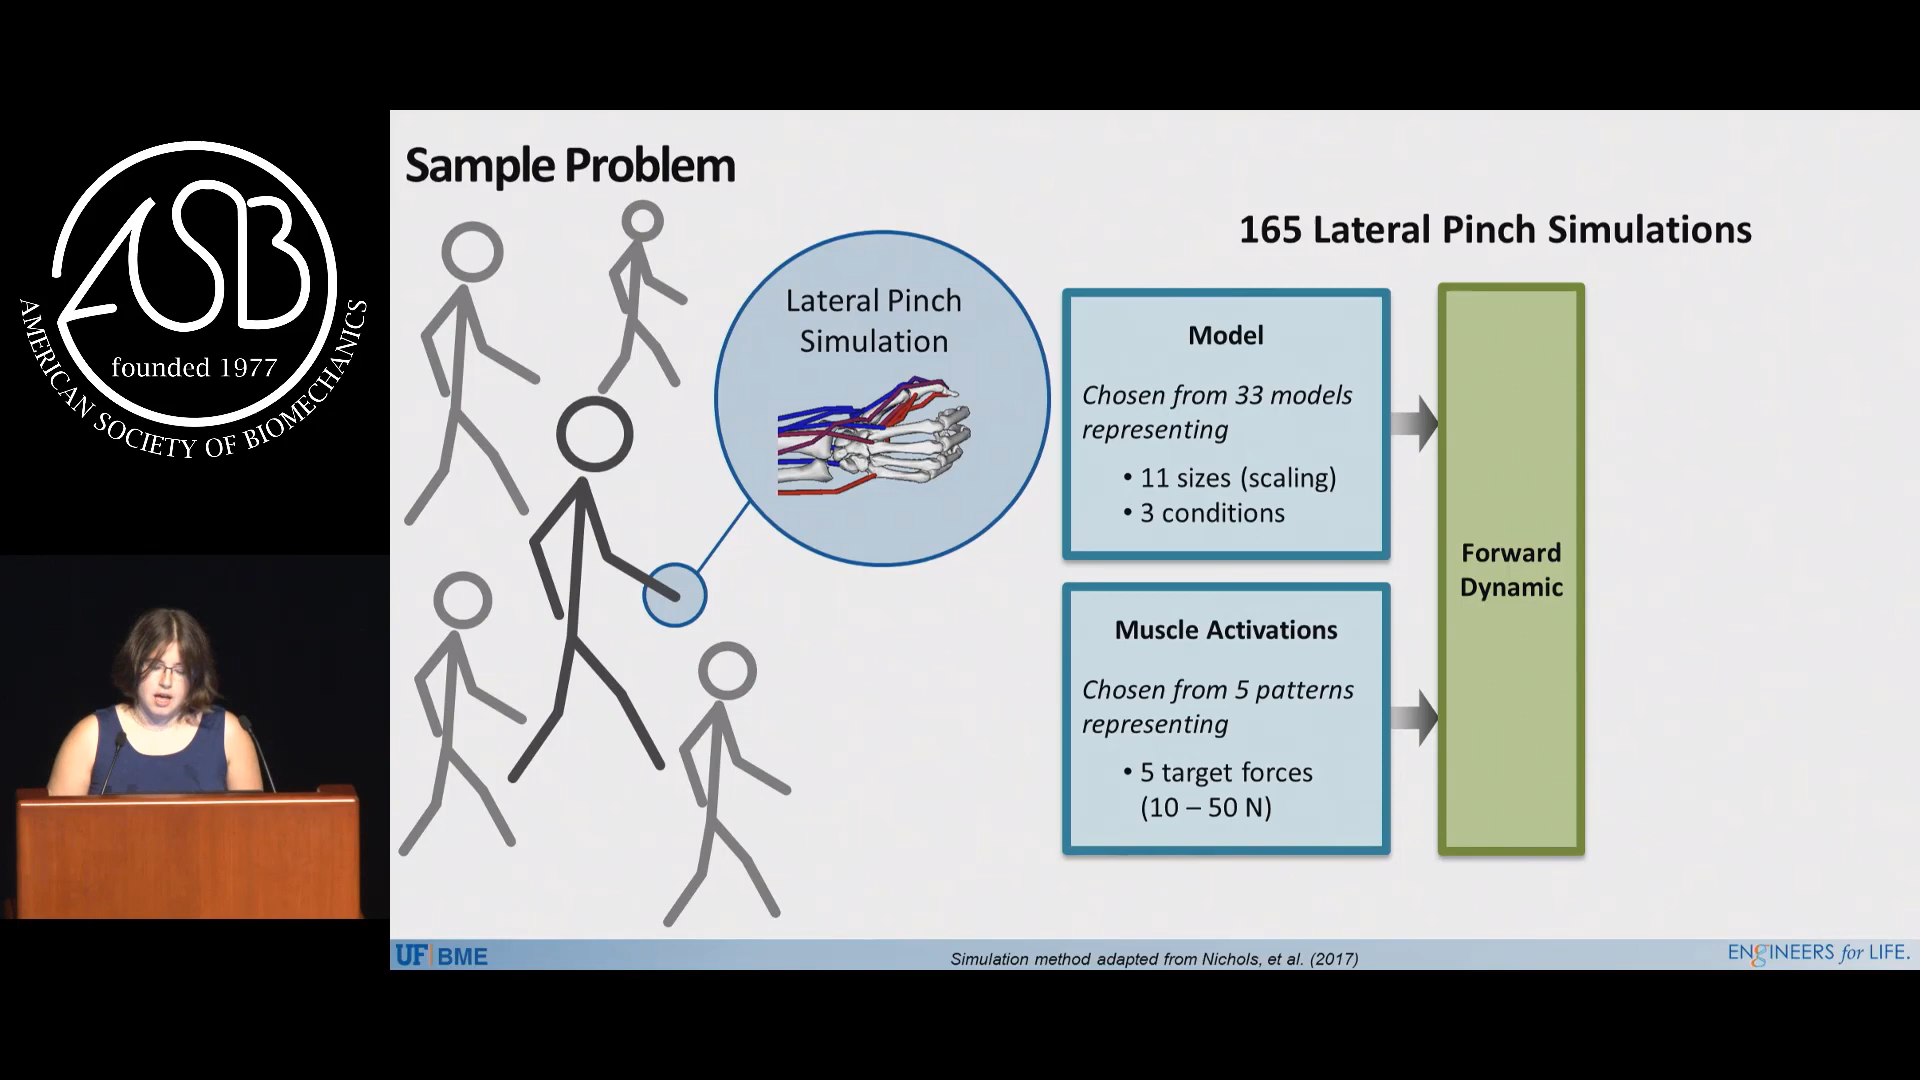 ASB
founded 1977
AMERICAN SOCIETY OF BIOMECHANICS
Sample Problem
Lateral Pinch
Simulation
165 Lateral Pinch Simulations
Model
Chosen from 33 models
representing
• 11 sizes (scaling)
• 3 conditions
Muscle Activations
Chosen from 5 patterns
representing
• 5 target forces
(10 – 50 N)
Forward
Dynamic
UF BME
Simulation method adapted from Nichols, et al. (2017)
ENGINEERS for LIFE.